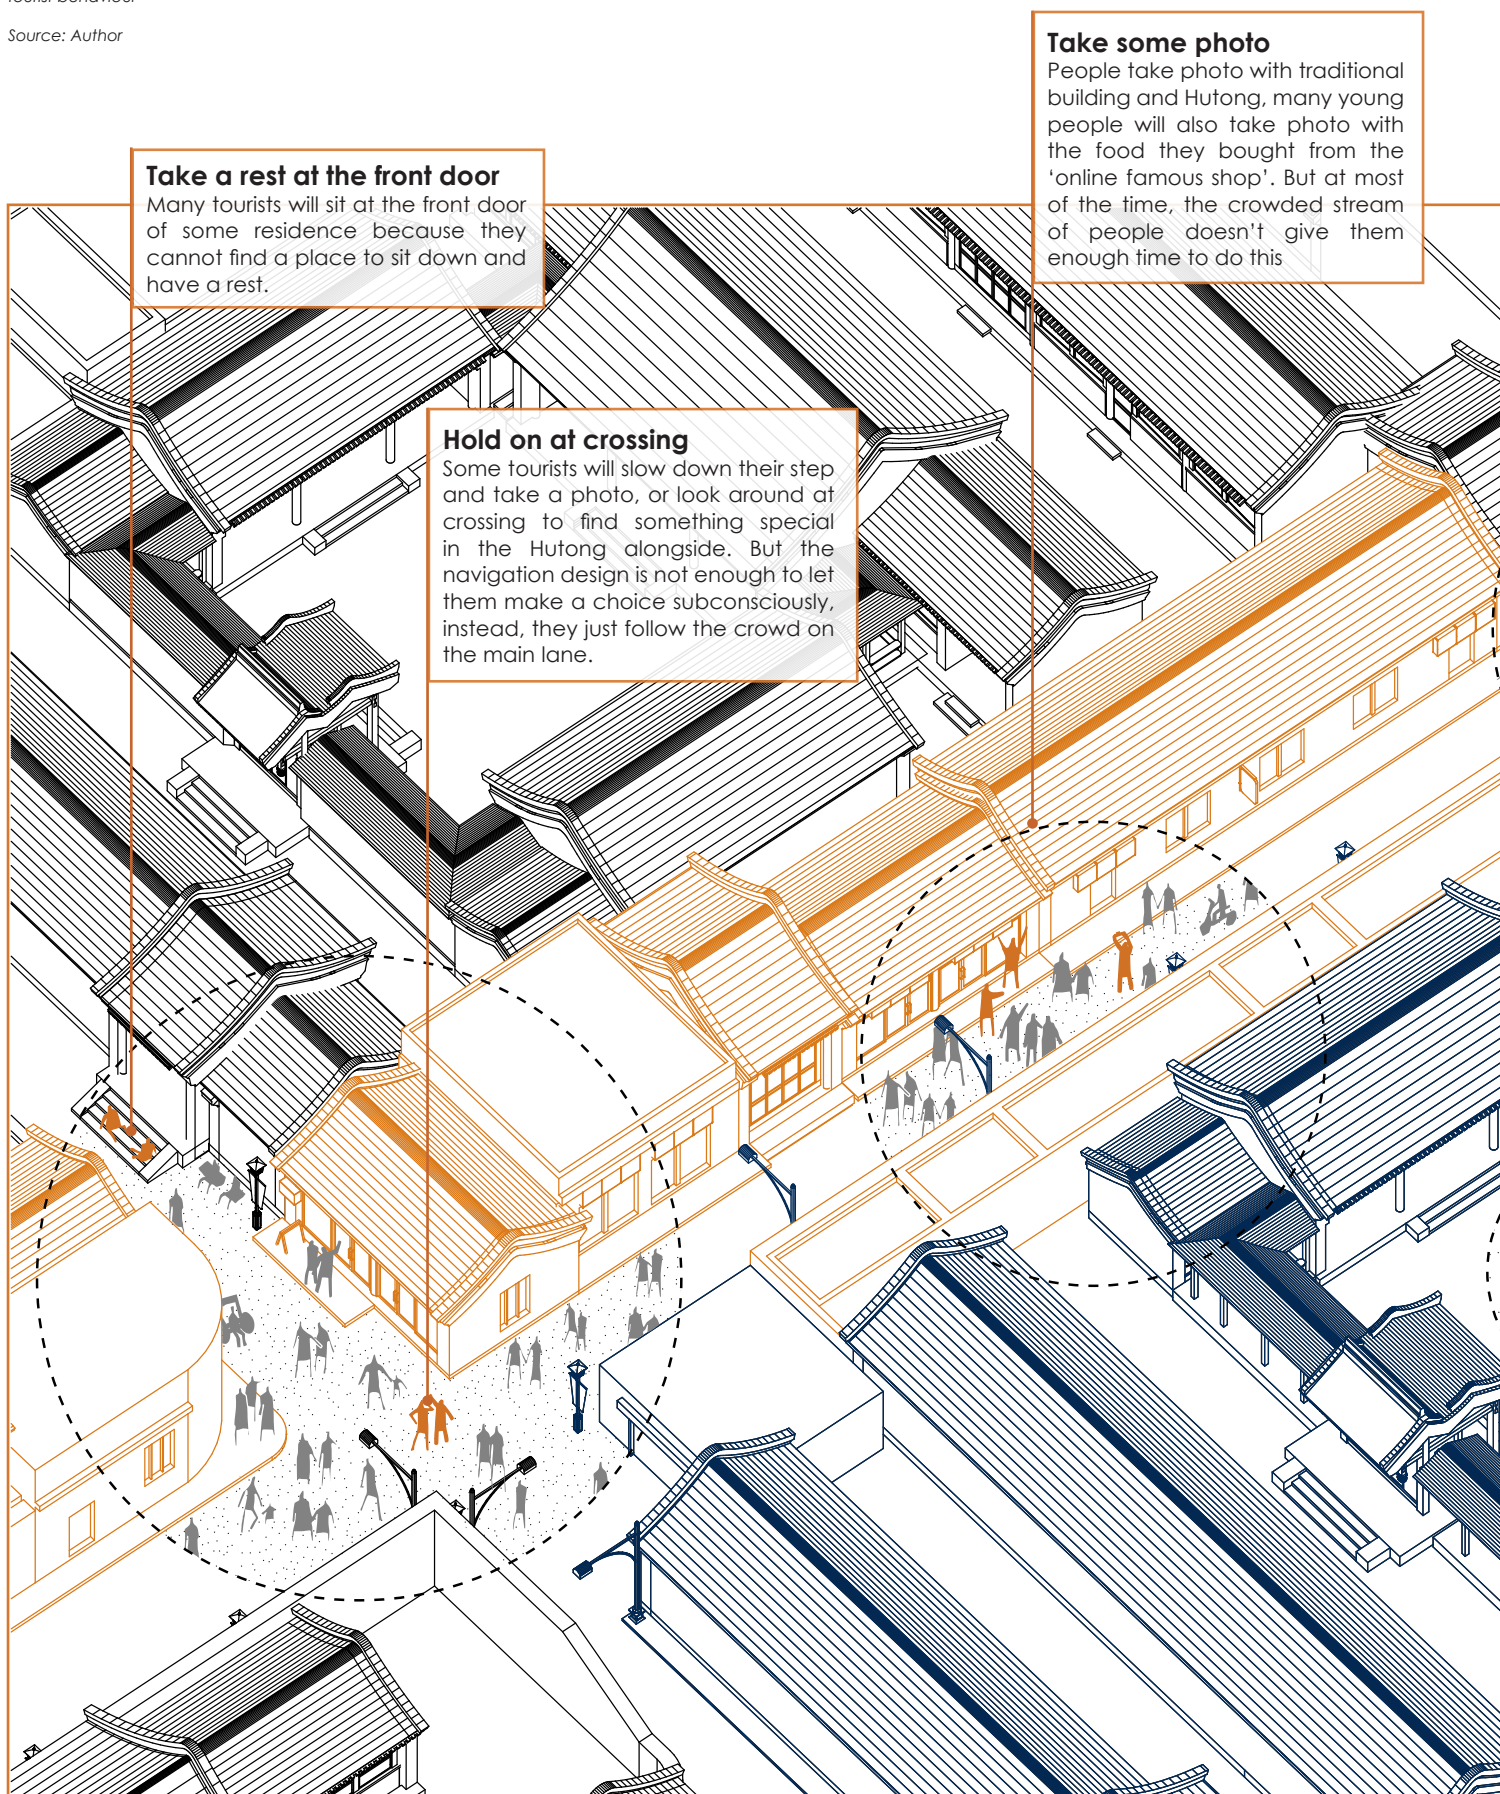 tourist behaviour
Source: Author
Take some photo
People take photo with traditional
building and Hutong, many young
people will also take photo with
the food they bought from the
‘online famous shop’. But at most
of the time, the crowded stream
of people doesn’t give them
enough time to do this
Take a rest at the front door
Many tourists will sit at the front door
of some residence because they
cannot find a place to sit down and
have a rest.
Hold on at crossing
Some tourists will slow down their step
and take a photo, or look around at
crossing to find something special
in the Hutong alongside. But the
navigation design is not enough to let
them make a choice subconsciously,
instead, they just follow the crowd on
the main lane.